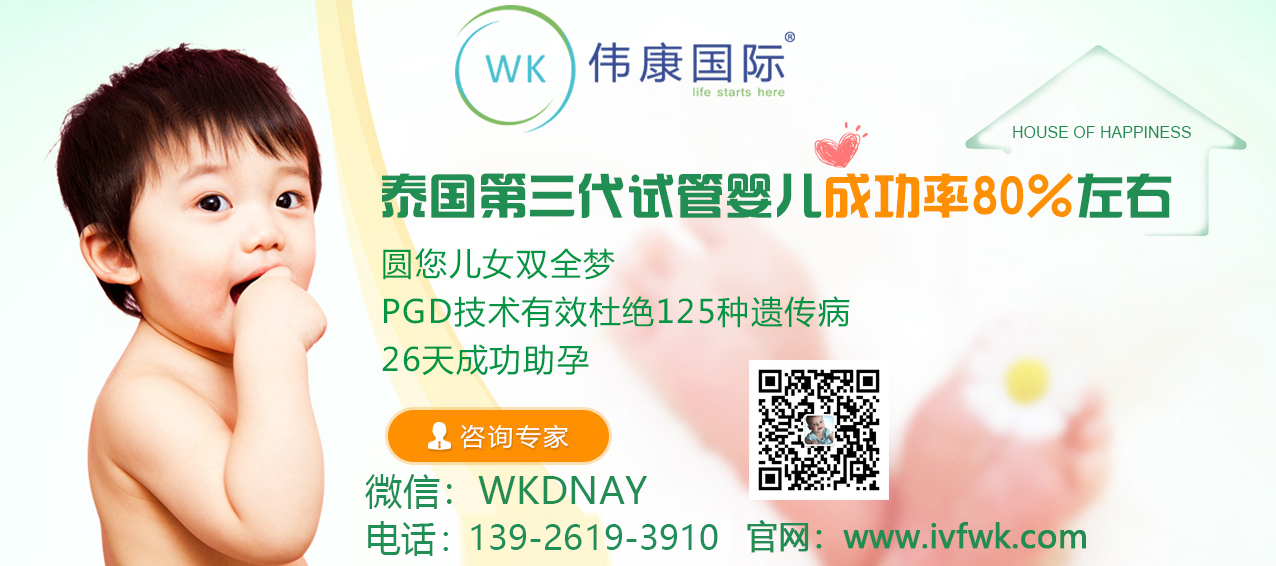 WK 伟康国际®
life starts here
HOUSE OF HAPPINESS
泰国第三代试管婴儿成功率80%左右
圆您儿女双全梦
PGD技术有效杜绝125种遗传病
26天成功助孕
咨询专家
微信：WKDNAY
电话：139-2619-3910 官网：www.ivfwk.com